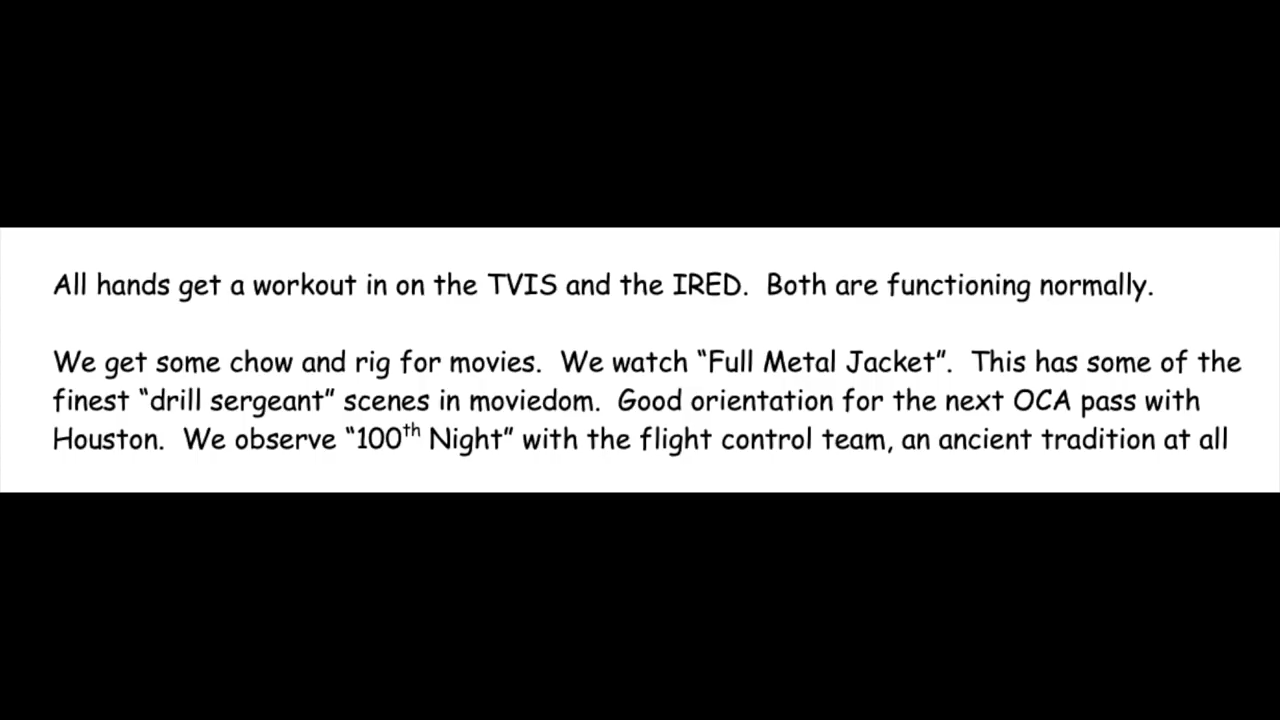 All hands get a workout in on the TVIS and the IRED.  Both are functioning normally.
We get some chow and rig for movies.  We watch “Full Metal Jacket”.  This has some of the
finest “drill sergeant” scenes in moviedom.  Good orientation for the next OCA pass with
Houston.  We observe “100th Night” with the flight control team, an ancient tradition at all